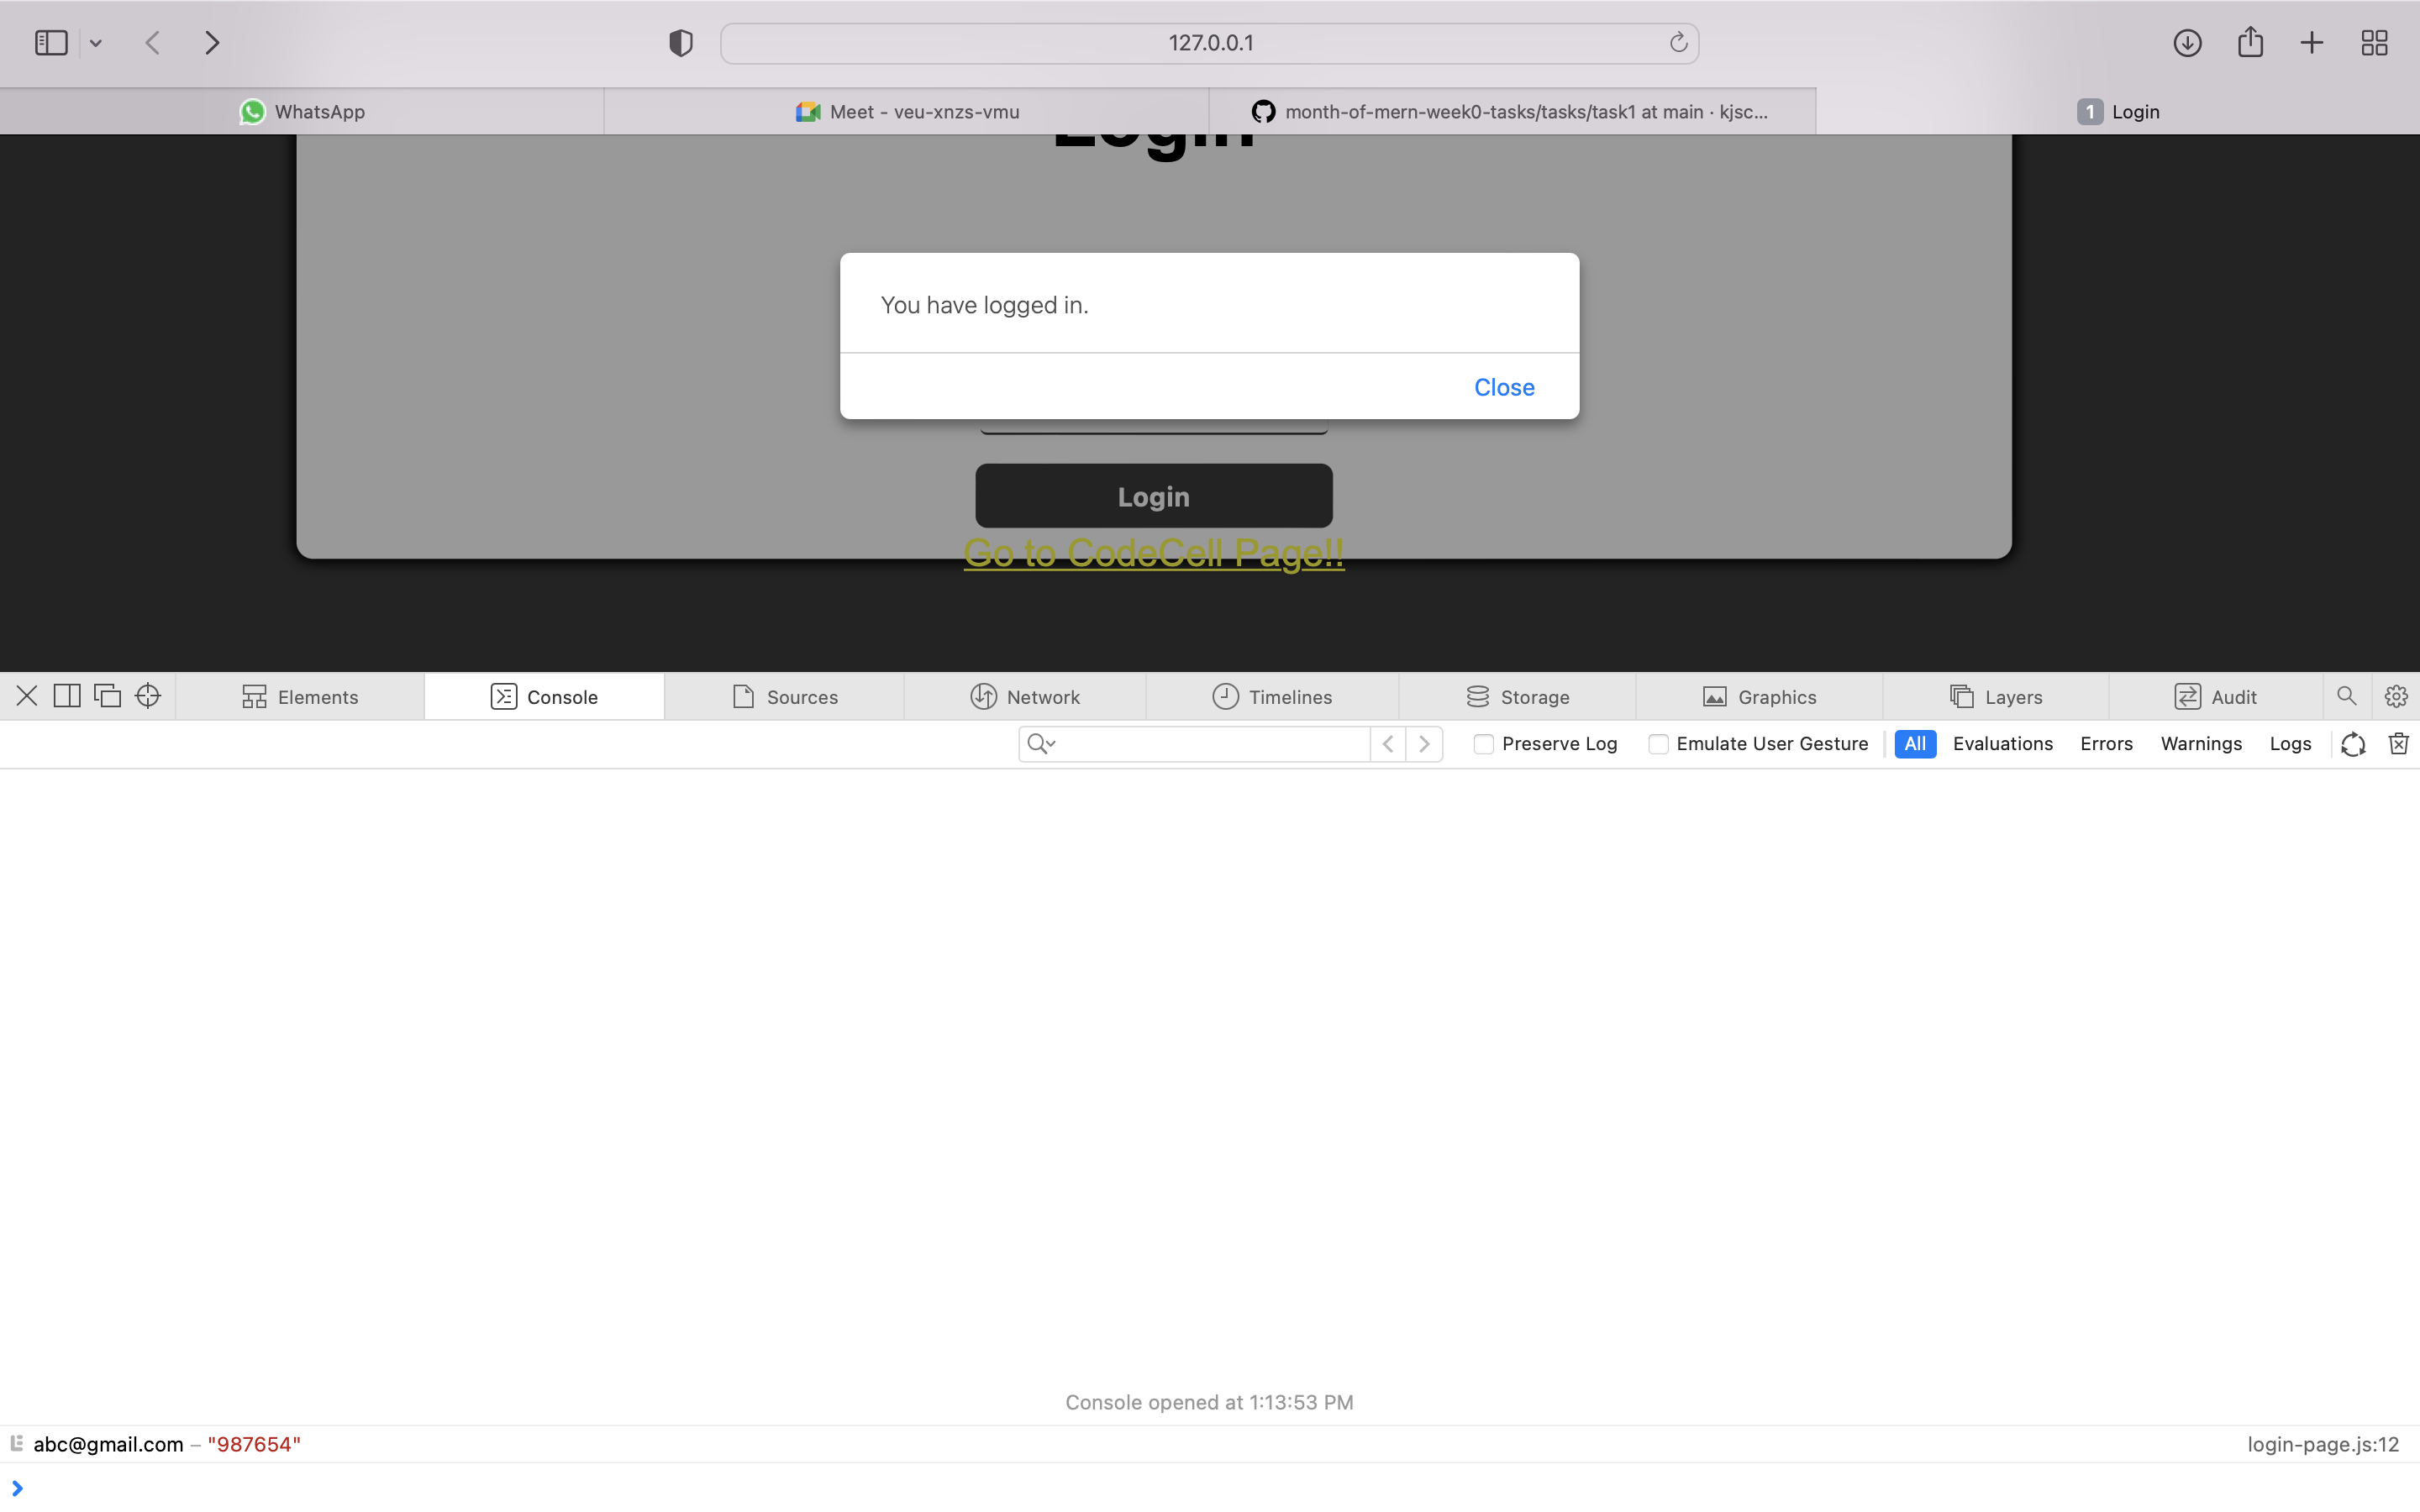 127.0.0.1
WhatsApp
Meet - veu-xnzs-vmu
month-of-mern-week0-tasks/tasks/task1 at main · kjsc...
1 Login
Login
You have logged in.
Close
Login
Go to CodeCell Page!!
Elements
Console
Sources
Network
Timelines
Storage
Graphics
Layers
Audit
Preserve Log
Emulate User Gesture
All
Evaluations
Errors
Warnings
Logs
Console opened at 1:13:53 PM
abc@gmail.com – "987654"
login-page.js:12